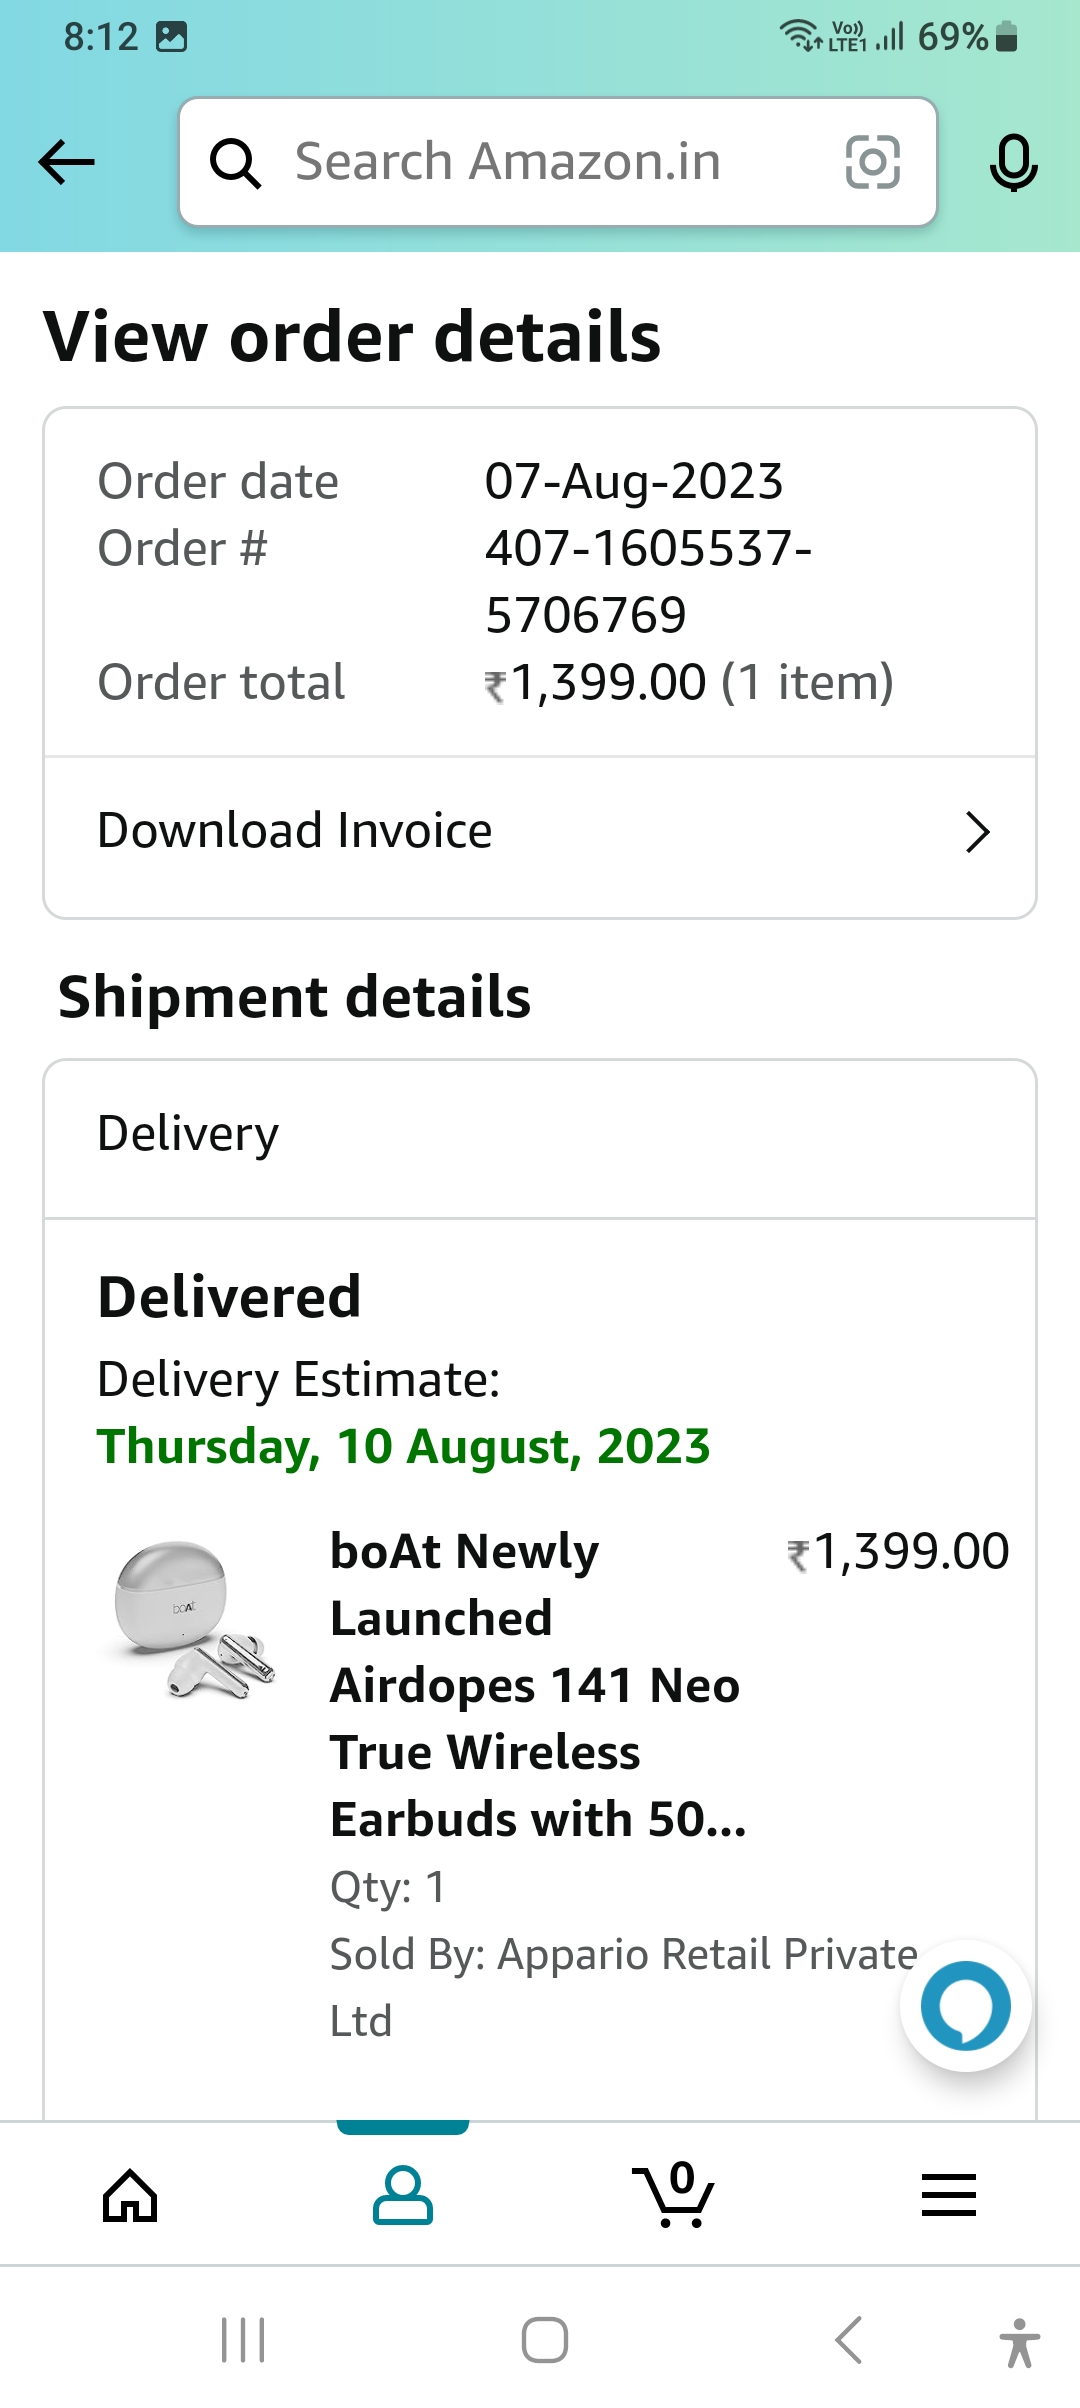 8:12 Vo)) LTE1 69%
Search Amazon.in
View order details
Order date 07-Aug-2023
Order # 407-1605537-
5706769
Order total ₹1,399.00 (1 item)
Download Invoice
Shipment details
Delivery
Delivered
Delivery Estimate:
Thursday, 10 August, 2023
boAt Newly ₹1,399.00
Launched
Airdopes 141 Neo
True Wireless
Earbuds with 50...
Qty: 1
Sold By: Appario Retail Private
Ltd
boAt
0